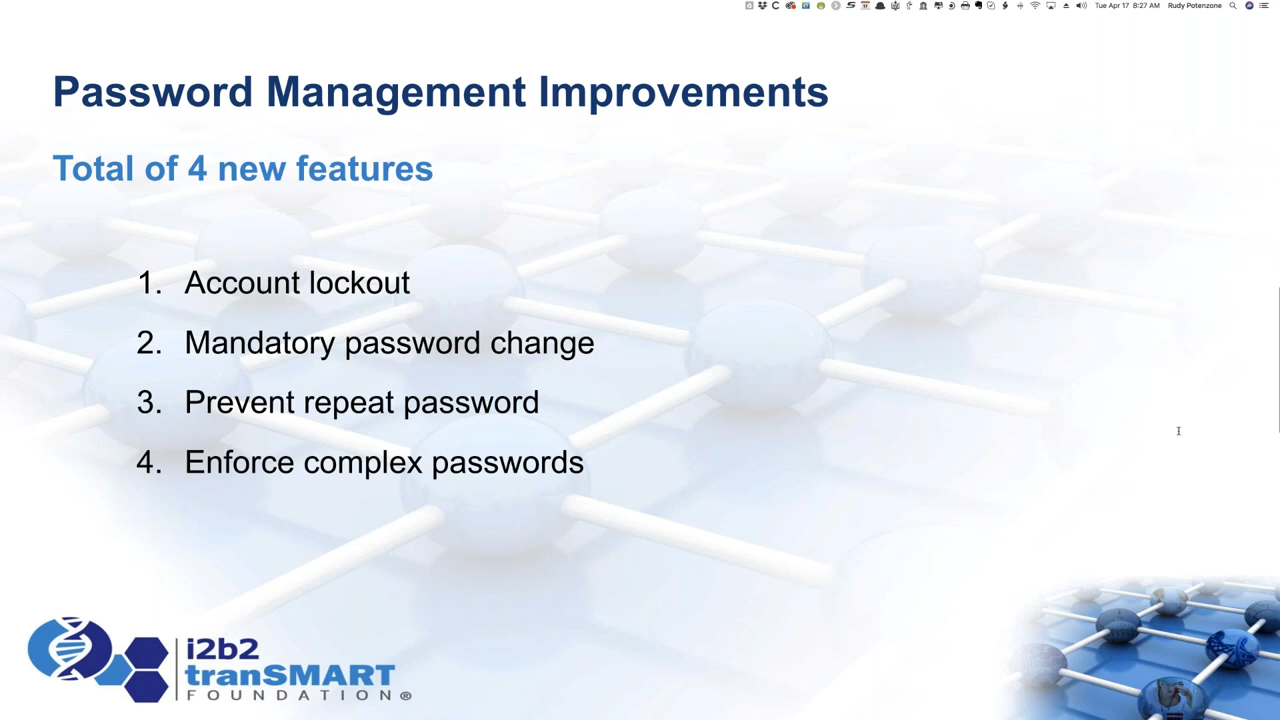 Tue Apr 17 8:27 AM Rudy Potenzone
Password Management Improvements
Total of 4 new features
1. Account lockout
2. Mandatory password change
3. Prevent repeat password
4. Enforce complex passwords
i2b2
tranSMART
FOUNDATION®